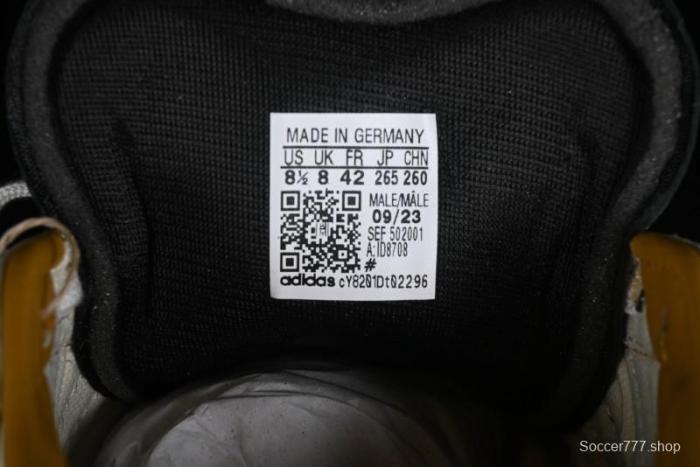 MADE IN GERMANY
US UK FR JP CHN
8½ 8 42 265 260
MALE/MÂLE
09/23
SEF 502001
A:ID8708
#
adidas cY8201Dt02296
Soccer777.shop